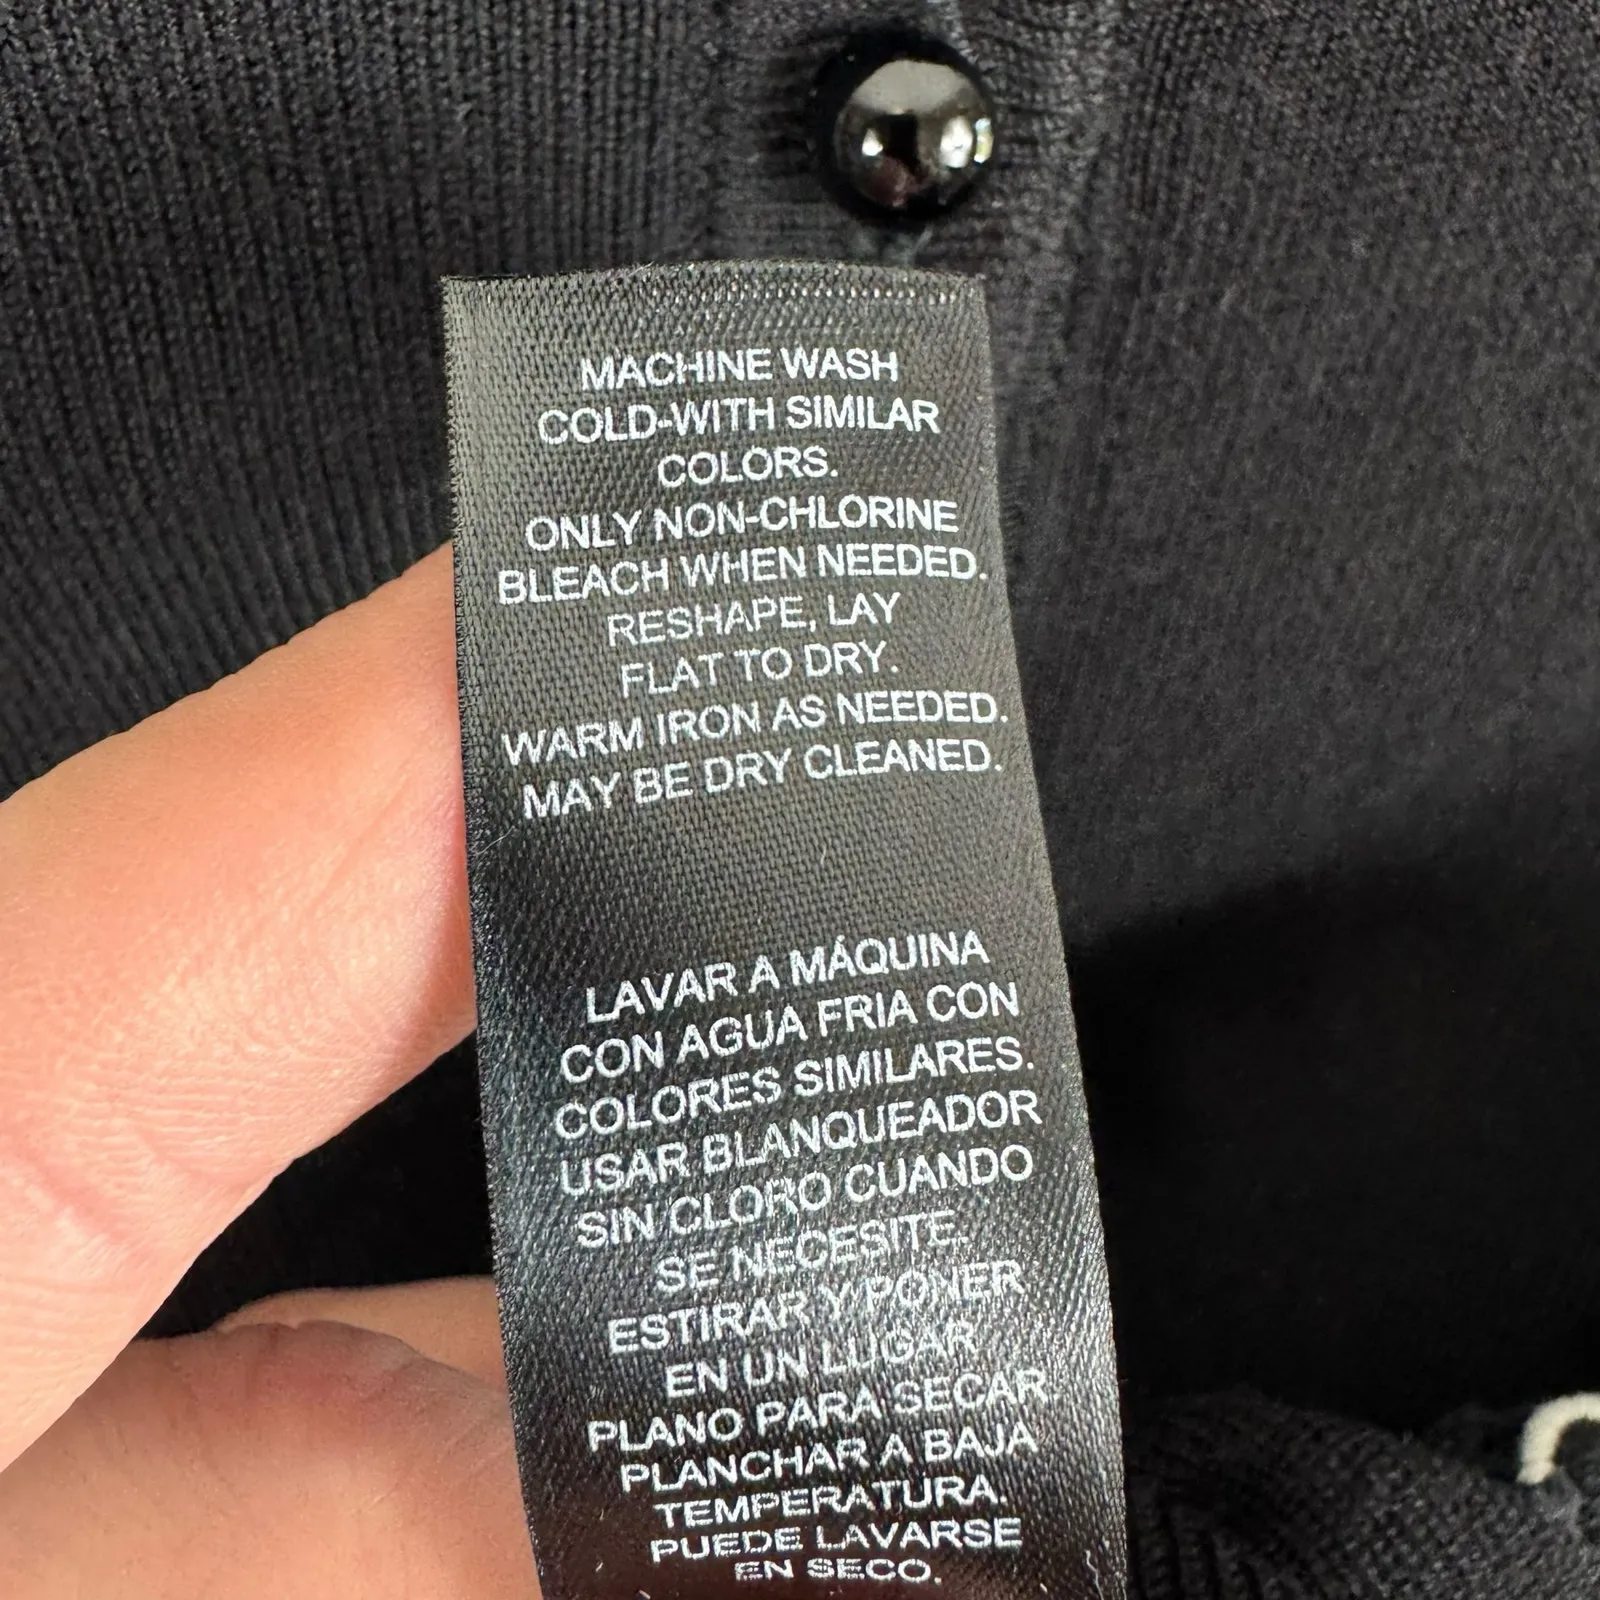 MACHINE WASH
COLD-WITH SIMILAR
COLORS.
ONLY NON-CHLORINE
BLEACH WHEN NEEDED.
RESHAPE, LAY
FLAT TO DRY.
WARM IRON AS NEEDED.
MAY BE DRY CLEANED.
LAVAR A MÁQUINA
CON AGUA FRIA CON
COLORES SIMILARES.
USAR BLANQUEADOR
SIN CLORO CUANDO
SE NECESITE.
ESTIRAR Y PONER
EN UN LUGAR
PLANO PARA SECAR.
PLANCHAR A BAJA
TEMPERATURA.
PUEDE LAVARSE
EN SECO.